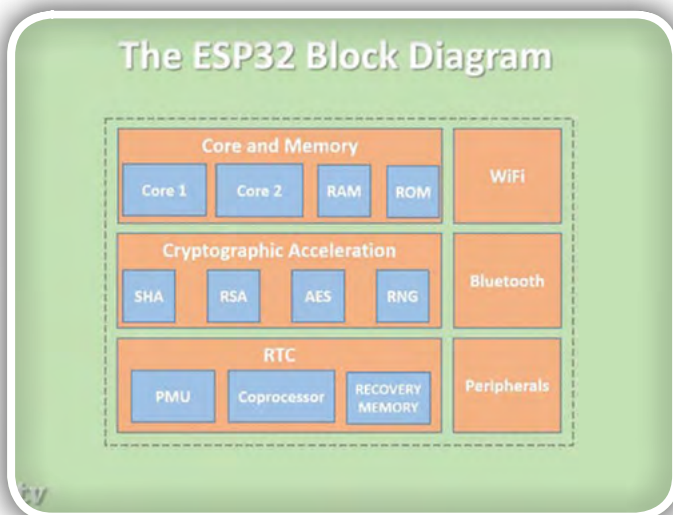 The ESP32 Block Diagram
Core and Memory
Core 1
Core 2
RAM
ROM
WiFi
Cryptographic Acceleration
SHA
RSA
AES
RNG
Bluetooth
RTC
PMU
Coprocessor
RECOVERY
MEMORY
Peripherals
tv